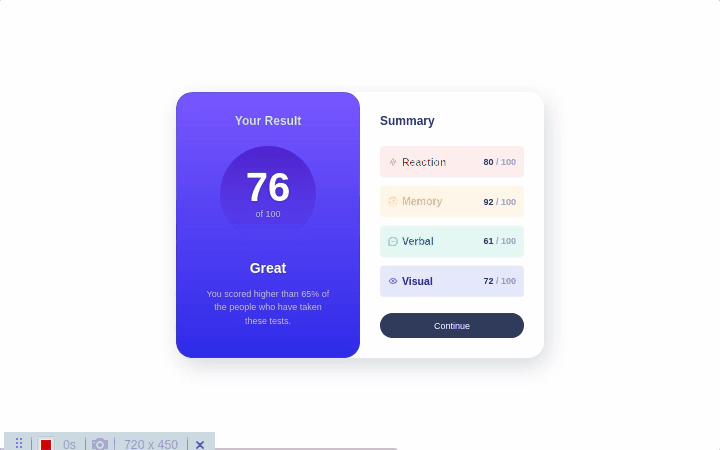 Your Result
76
of 100
Great
You scored higher than 65% of
the people who have taken
these tests.
Summary
Reaction 80 / 100
Memory 92 / 100
Verbal 61 / 100
Visual 72 / 100
Continue
0s 720 x 450